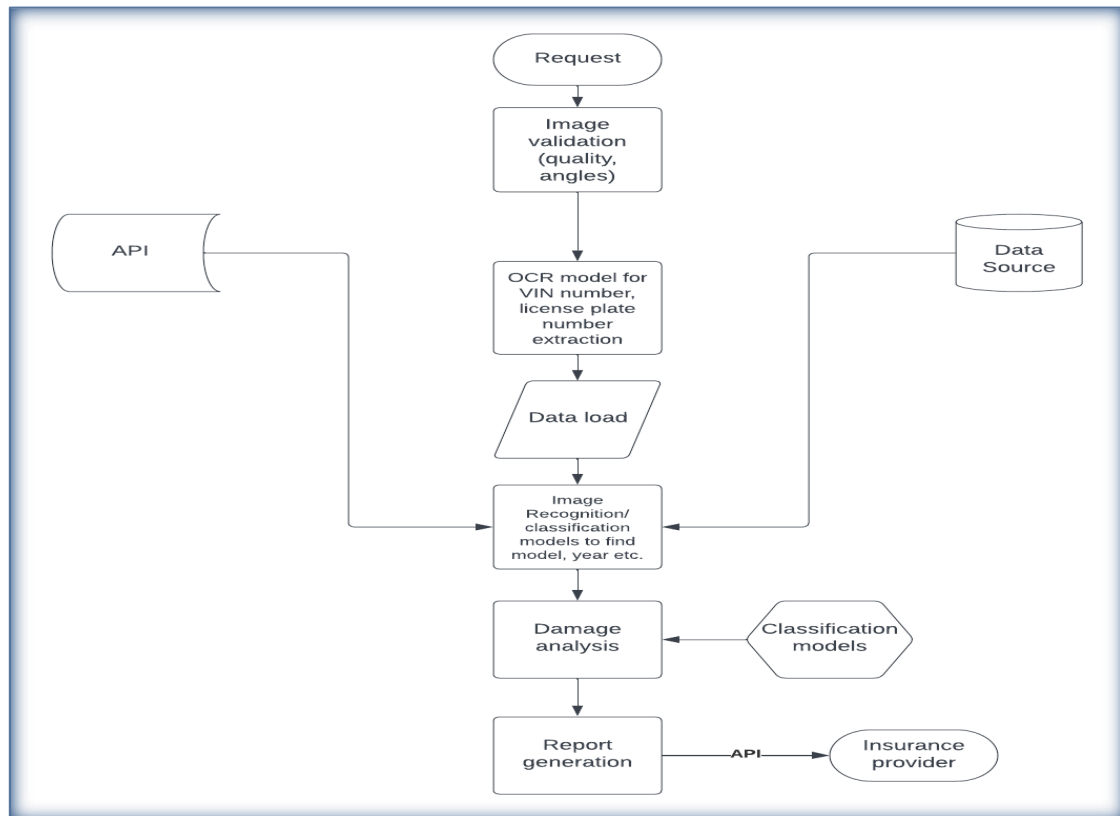 Request
Image
validation
(quality,
angles)
API
Data
Source
OCR model for
VIN number,
license plate
number
extraction
Data load
Image
Recognition/
classification
models to find
model, year etc.
Damage
analysis
Classification
models
Report
generation
API
Insurance
provider